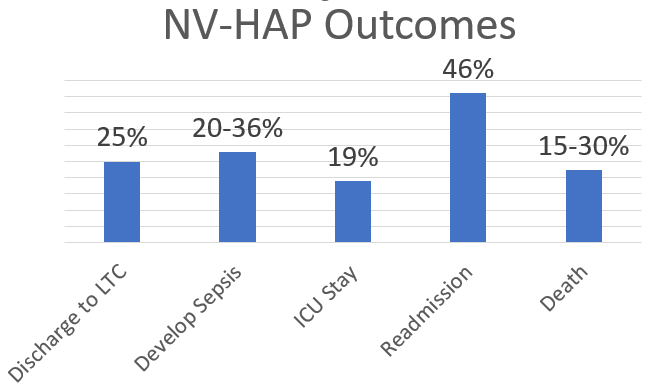 NV-HAP Outcomes
25%
20-36%
19%
46%
15-30%
Discharge to LTC
Develop Sepsis
ICU Stay
Readmission
Death